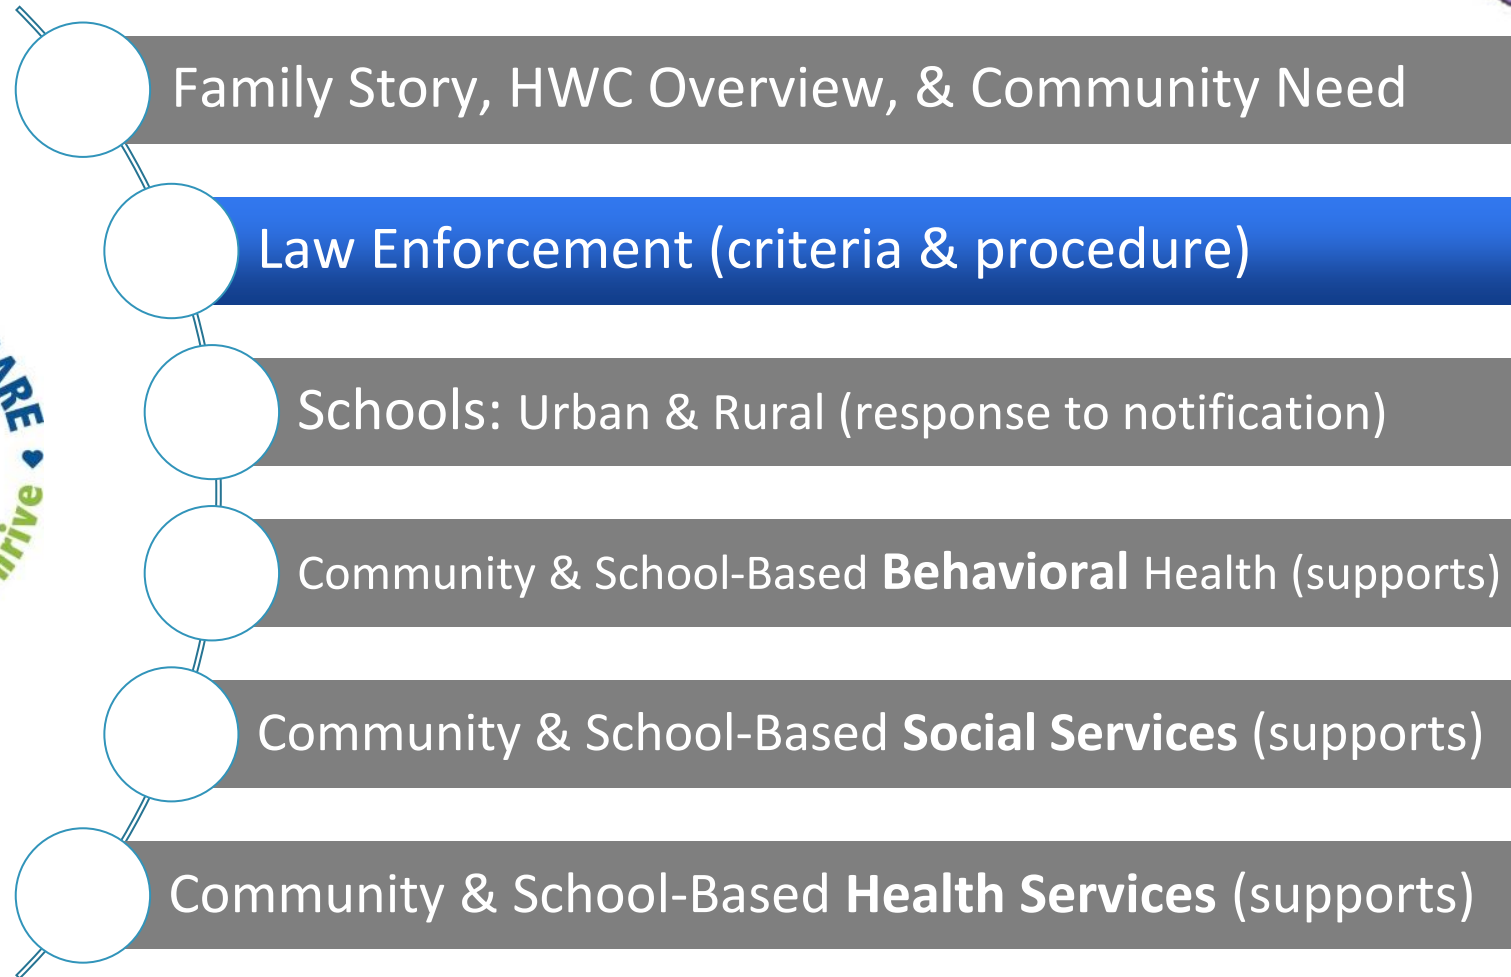 Family Story, HWC Overview, & Community Need
Law Enforcement (criteria & procedure)
Schools: Urban & Rural (response to notification)
Community & School-Based Behavioral Health (supports)
Community & School-Based Social Services (supports)
Community & School-Based Health Services (supports)